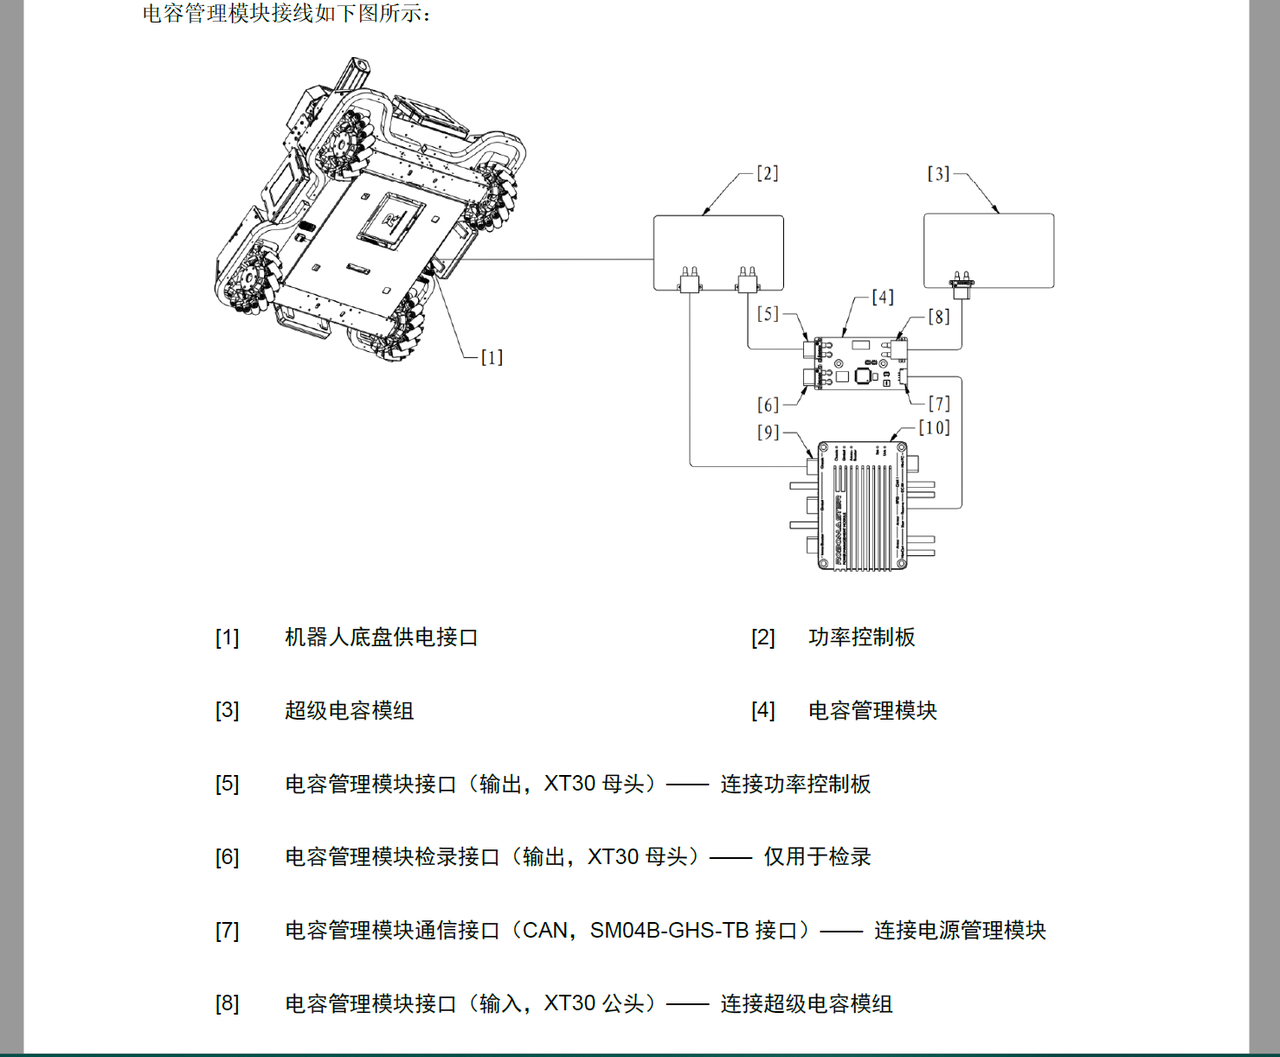 电容管理模块接线如下图所示：
[2]
[3]
[4]
[5]
[8]
[1]
[6]
[7]
[9]
[10]
ROBOMASTER
[1] 机器人底盘供电接口
[2] 功率控制板
[3] 超级电容模组
[4] 电容管理模块
[5] 电容管理模块接口（输出，XT30 母头）—— 连接功率控制板
[6] 电容管理模块检录接口（输出，XT30 母头）—— 仅用于检录
[7] 电容管理模块通信接口（CAN，SM04B-GHS-TB 接口）—— 连接电源管理模块
[8] 电容管理模块接口（输入，XT30 公头）—— 连接超级电容模组